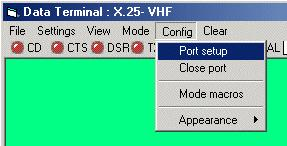 Data Terminal : X.25- VHF
File Settings View Mode Config Clear
CD CTS DSR
Port setup
Close port
Mode macros
Appearance